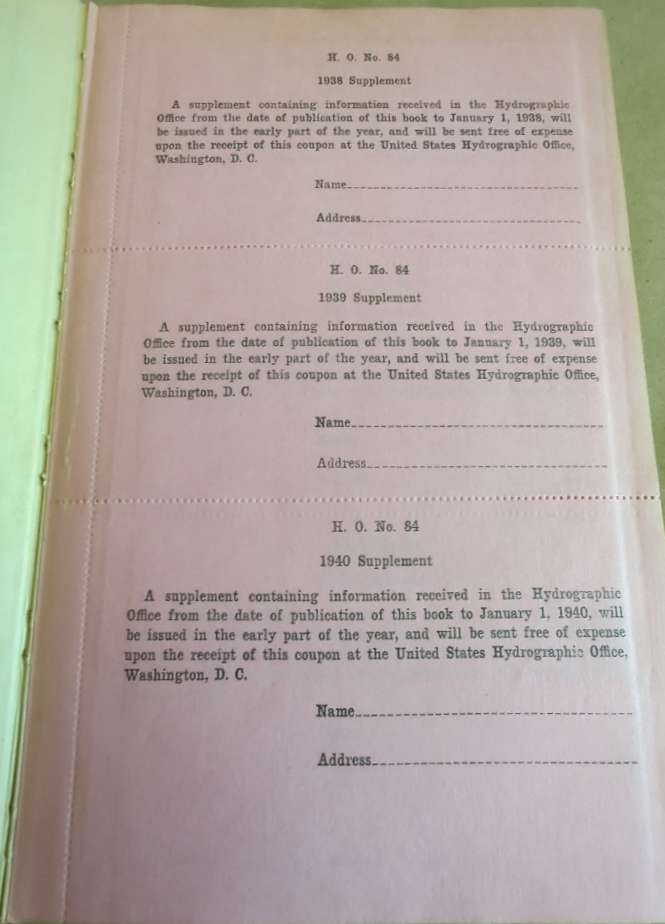 H. O. No. 84
1938 Supplement
A supplement containing information received in the Hydrographic
Office from the date of publication of this book to January 1, 1938, will
be issued in the early part of the year, and will be sent free of expense
upon the receipt of this coupon at the United States Hydrographic Office,
Washington, D. C.
Name
Address
H. O. No. 84
1939 Supplement
A supplement containing information received in the Hydrographic
Office from the date of publication of this book to January 1, 1939, will
be issued in the early part of the year, and will be sent free of expense
upon the receipt of this coupon at the United States Hydrographic Office,
Washington, D. C.
Name
Address
H. O. No. 84
1940 Supplement
A supplement containing information received in the Hydrographic
Office from the date of publication of this book to January 1, 1940, will
be issued in the early part of the year, and will be sent free of expense
upon the receipt of this coupon at the United States Hydrographic Office,
Washington, D. C.
Name
Address